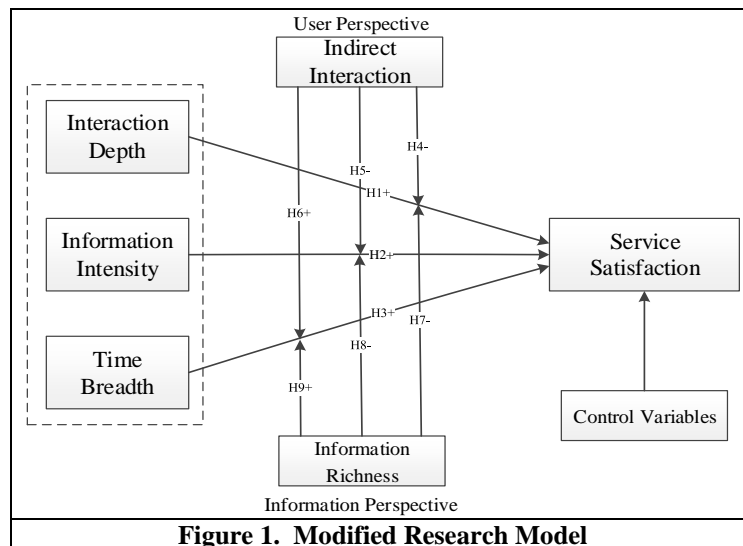 User Perspective
Indirect
Interaction
Interaction
Depth
H4-
H5-
H1+
H6+
Information
Intensity
H2+
Service
Satisfaction
H3+
H7-
Time
Breadth
H8-
H9+
Control Variables
Information
Richness
Information Perspective
Figure 1. Modified Research Model